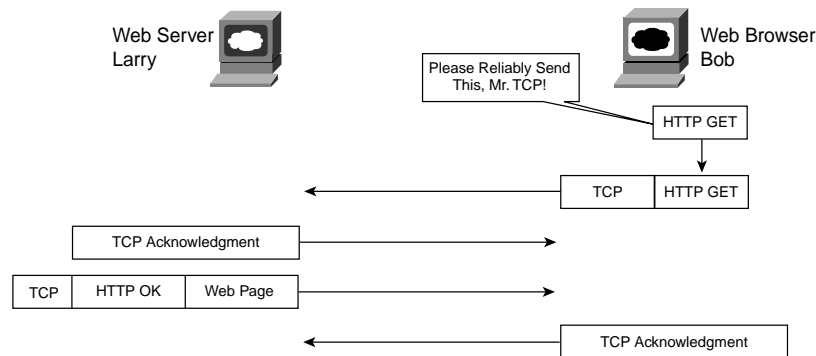 Web Server
Larry
Web Browser
Bob
Please Reliably Send
This, Mr. TCP!
HTTP GET
TCP
HTTP GET
TCP Acknowledgment
TCP
HTTP OK
Web Page
TCP Acknowledgment